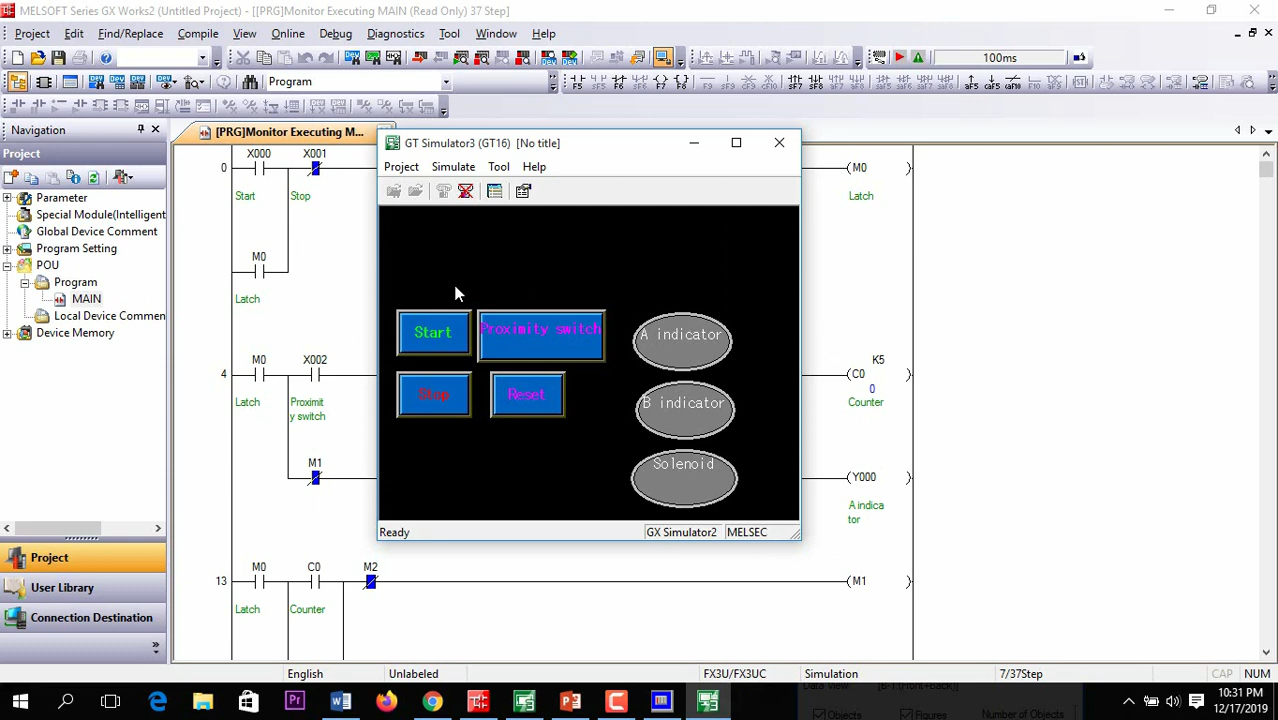 MELSOFT Series GX Works2 (Untitled Project) - [[PRG]Monitor Executing MAIN (Read Only) 37 Step]
Project Edit Find/Replace Compile View Online Debug Diagnostics Tool Window Help
100ms
Program
Navigation
[PRG]Monitor Executing M...
Project
Parameter
Special Module(Intelligent
Global Device Comment
Program Setting
POU
Program
MAIN
Local Device Commen
Device Memory
Project
User Library
Connection Destination
0
X000
X001
Start
Stop
M0
Latch
M0
Latch
4
M0
X002
Latch
Proximit
y switch
M1
K5
C0
0
Counter
Y000
A indica
tor
13
M0
C0
M2
M1
Latch
Counter
GT Simulator3 (GT16) [No title]
Project Simulate Tool Help
Start
Proximity switch
Stop
Reset
A indicator
B indicator
Solenoid
Ready
GX Simulator2
MELSEC
English
Unlabeled
FX3U/FX3UC
Simulation
7/37Step
CAP
NUM
Objects
Figures
Number of Objects
10:31 PM
12/17/2019